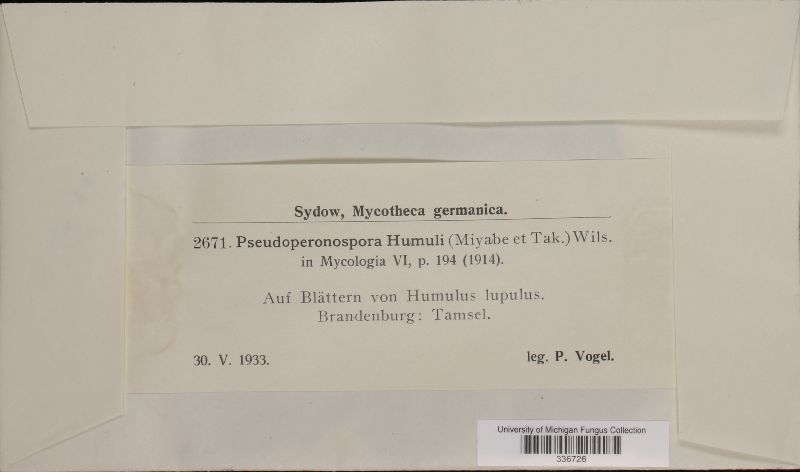 Sydow, Mycotheca germanica.
2671. Pseudoperonospora Humuli (Miyabe et Tak.) Wils.
in Mycologia VI, p. 194 (1914).
Auf Blättern von Humulus lupulus.
Brandenburg: Tamsel.
30. V. 1933. leg. P. Vogel.
University of Michigan Fungus Collection
336726